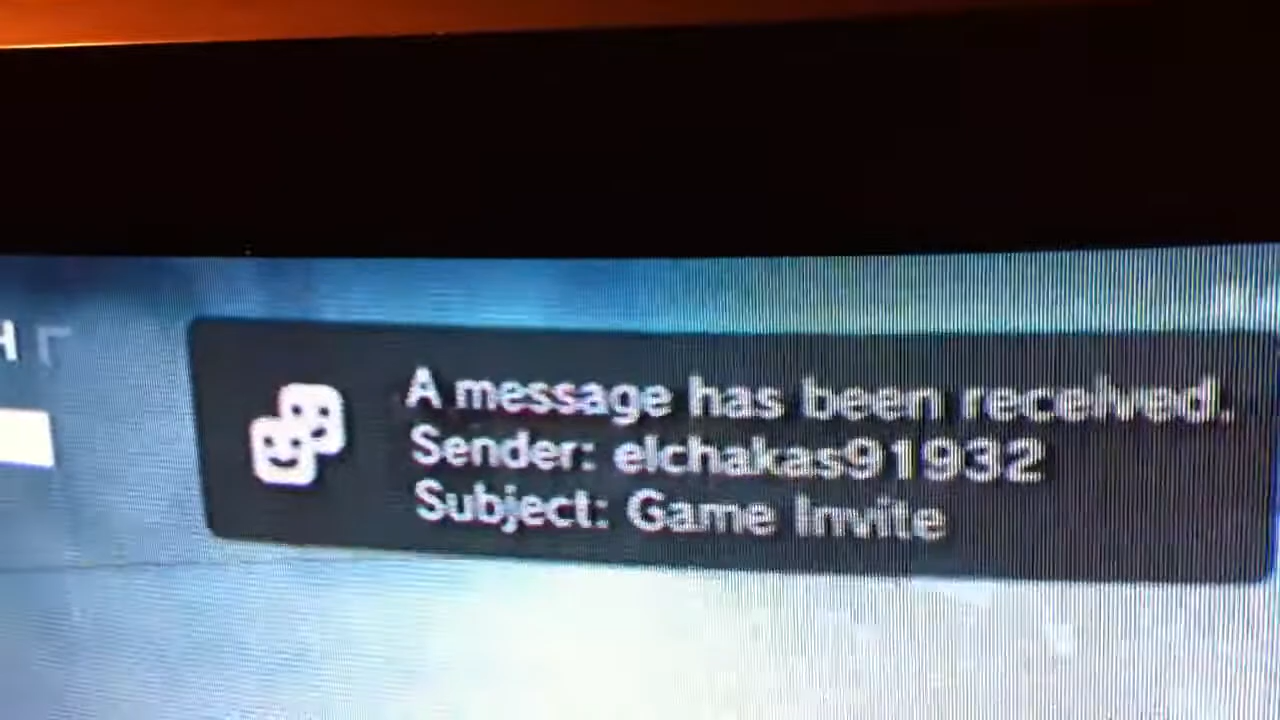 H
A message has been received.
Sender: elchakas91932
Subject: Game Invite